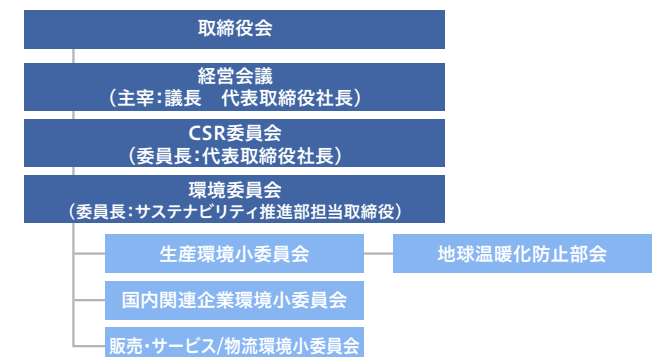 取締役会
経営会議
（主宰：議長　代表取締役社長）
CSR委員会
（委員長：代表取締役社長）
環境委員会
（委員長：サステナビリティ推進部担当取締役）
生産環境小委員会
地球温暖化防止部会
国内関連企業環境小委員会
販売・サービス/物流環境小委員会